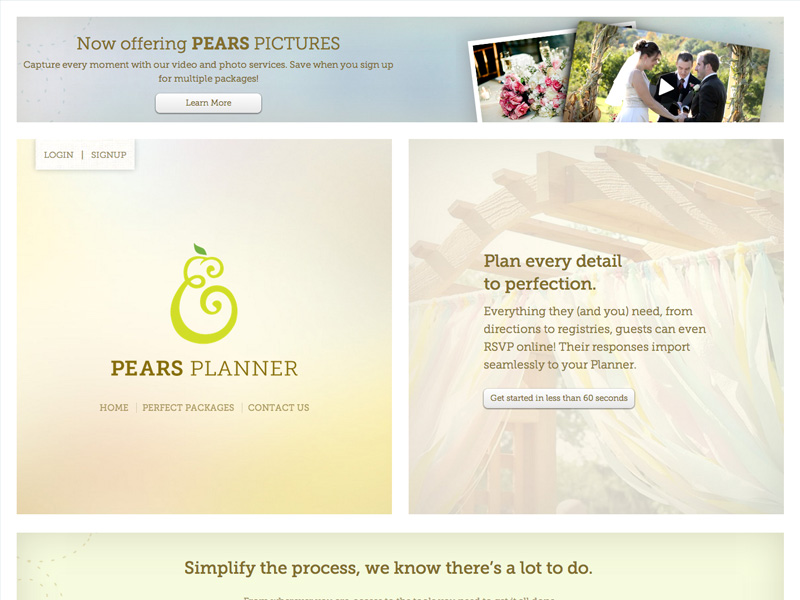 Now offering PEARS PICTURES
Capture every moment with our video and photo services. Save when you sign up
for multiple packages!
Learn More
LOGIN | SIGNUP
PEARS PLANNER
HOME | PERFECT PACKAGES | CONTACT US
Plan every detail
to perfection.
Everything they (and you) need, from
directions to registries, guests can even
RSVP online! Their responses import
seamlessly to your Planner.
Get started in less than 60 seconds
Simplify the process, we know there's a lot to do.